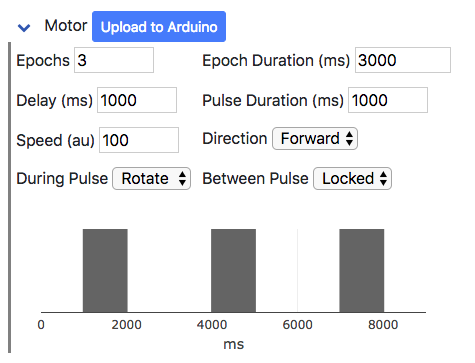 Motor Upload to Arduino
Epochs 3 Epoch Duration (ms) 3000
Delay (ms) 1000 Pulse Duration (ms) 1000
Speed (au) 100 Direction Forward
During Pulse Rotate Between Pulse Locked
0 2000 4000 6000 8000
ms